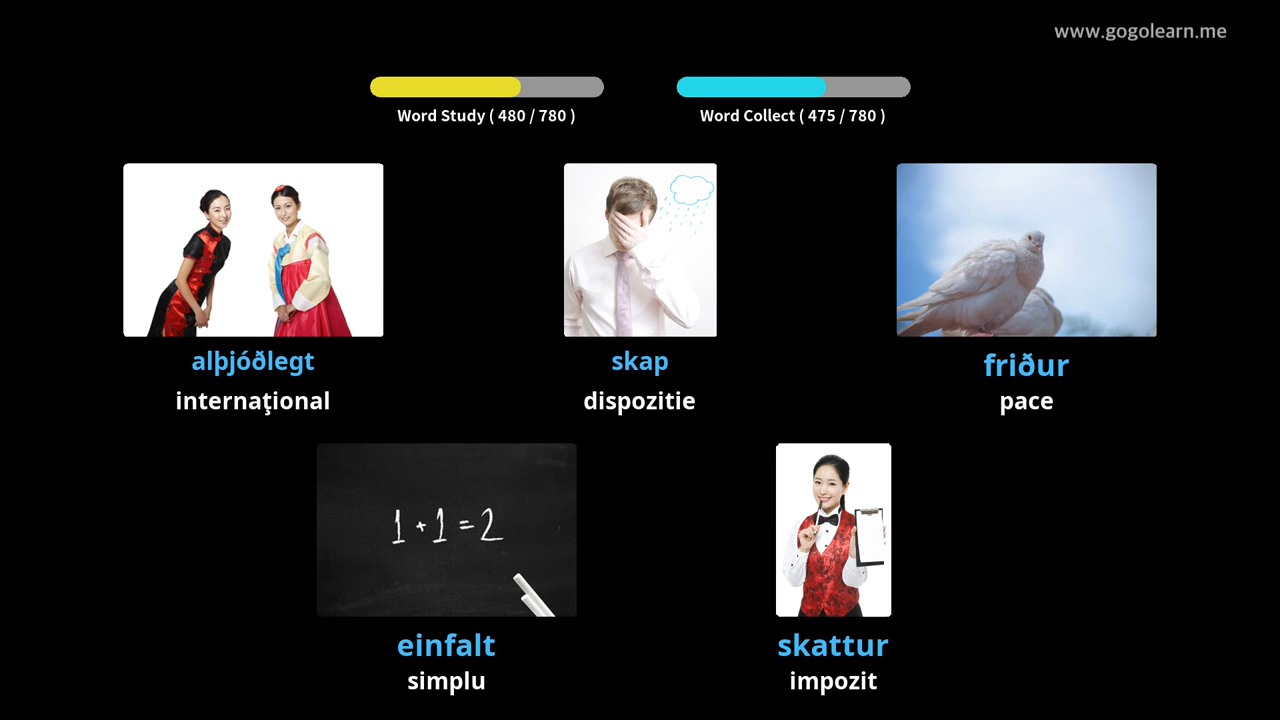 www.gogolearn.me
Word Study ( 480 / 780 )
Word Collect ( 475 / 780 )
alþjóðlegt
internaţional
skap
dispozitie
friður
pace
1 + 1 = 2
einfalt
simplu
skattur
impozit